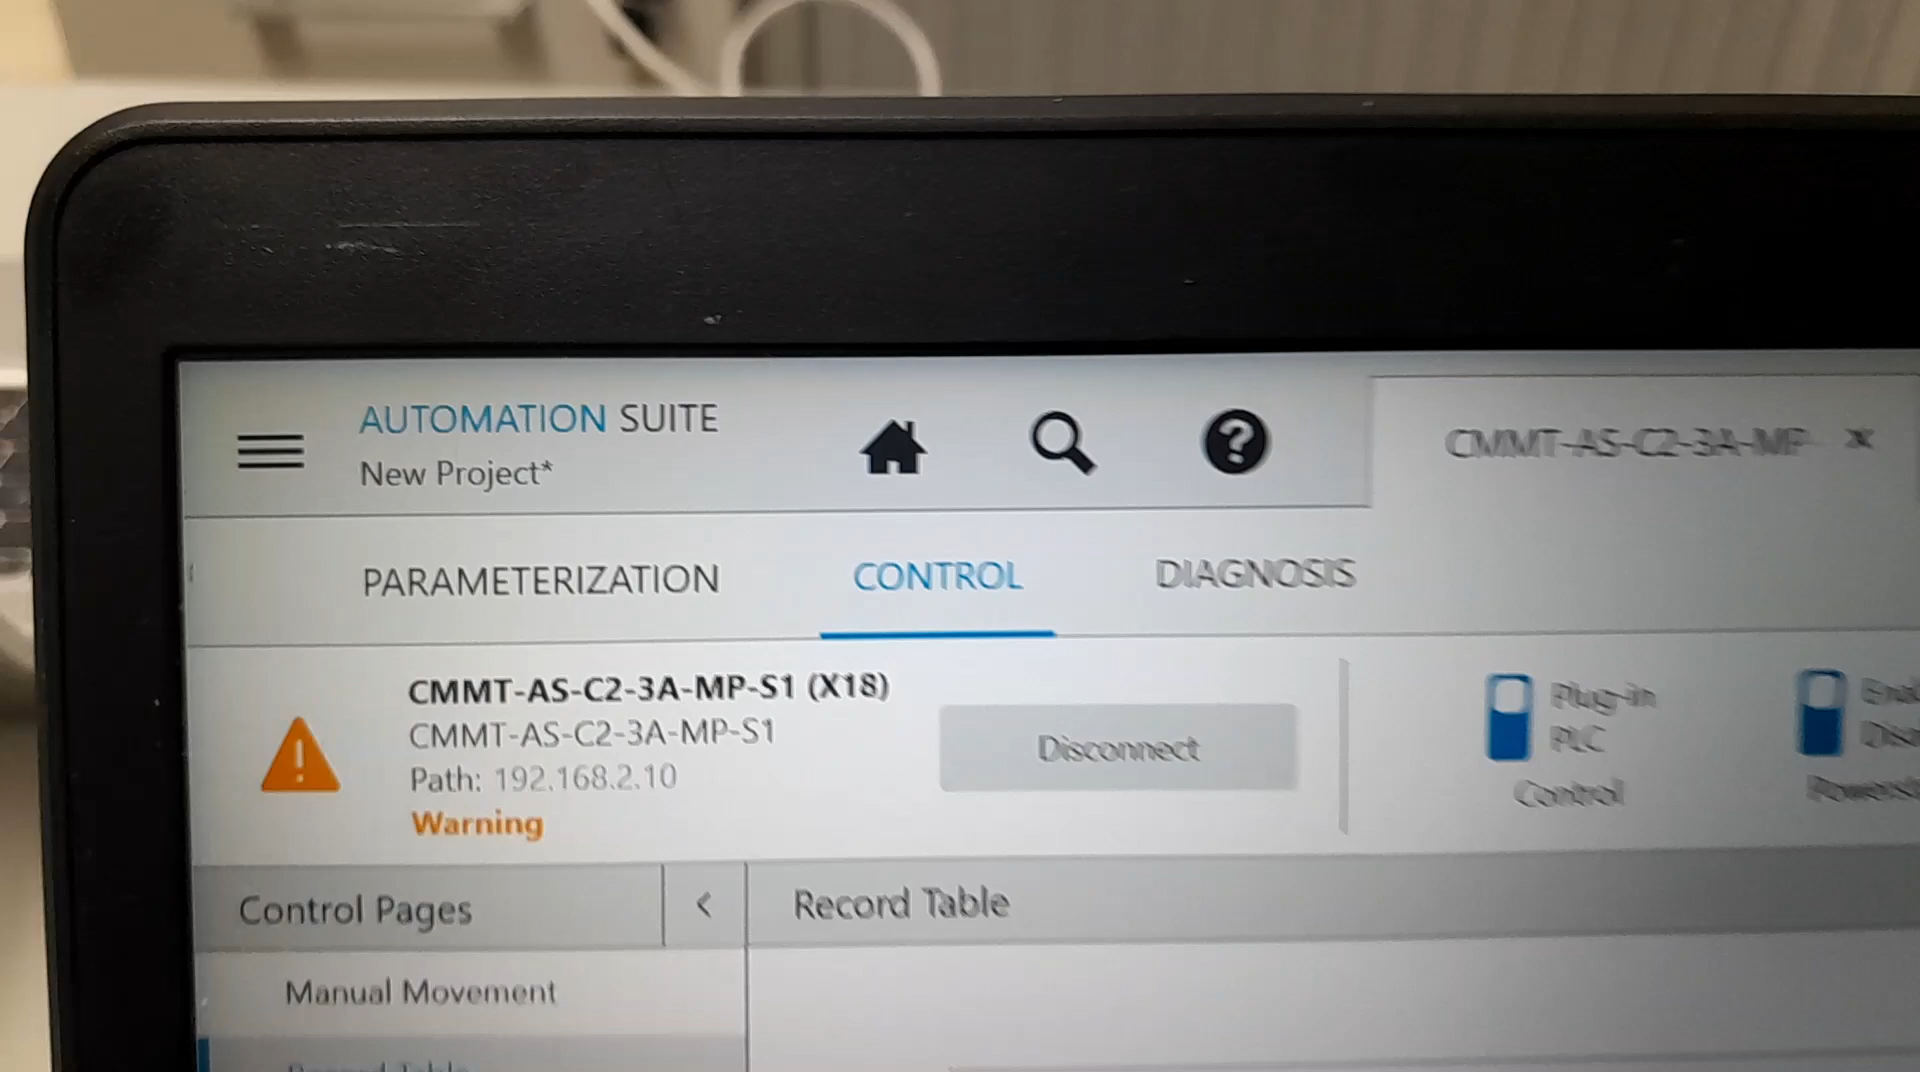 AUTOMATION SUITE
New Project*
CMMT-AS-C2-3A-MP
PARAMETERIZATION
CONTROL
DIAGNOSIS
CMMT-AS-C2-3A-MP-S1 (X18)
CMMT-AS-C2-3A-MP-S1
Path: 192.168.2.10
Warning
Disconnect
Plug-in
PLC
Control
Control Pages
<
Record Table
Manual Movement
Record Table